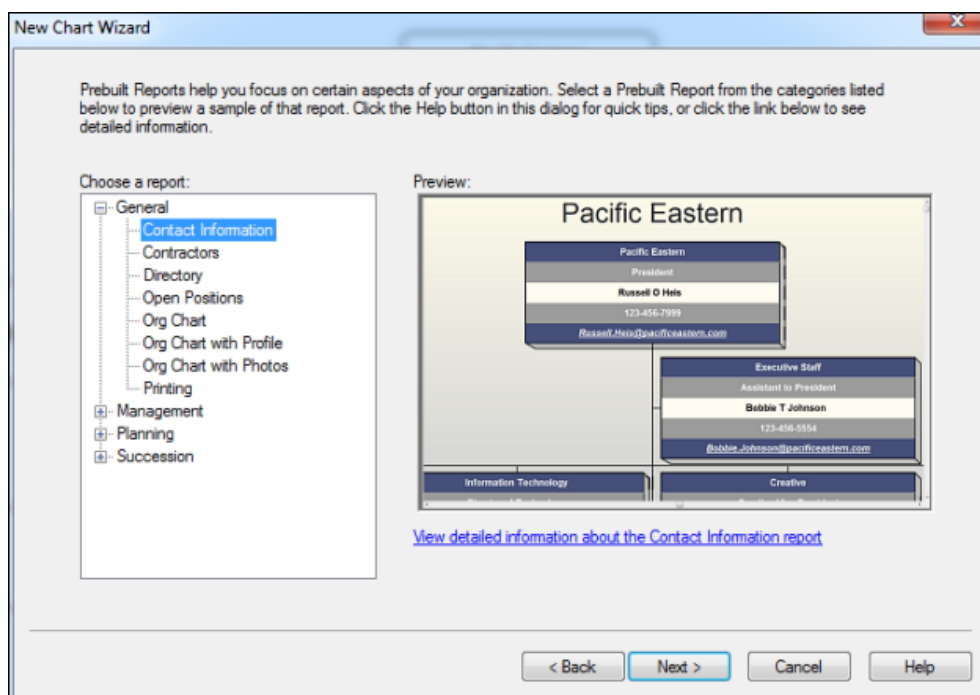 New Chart Wizard
Prebuilt Reports help you focus on certain aspects of your organization. Select a Prebuilt Report from the categories listed
below to preview a sample of that report. Click the Help button in this dialog for quick tips, or click the link below to see
detailed information.
Choose a report:
General
Contact Information
Contractors
Directory
Open Positions
Org Chart
Org Chart with Profile
Org Chart with Photos
Printing
Management
Planning
Succession
Preview:
Pacific Eastern
Pacific Eastern
President
Russell O Heis
123-456-7999
Russell.Heis@pacificeastern.com
Executive Staff
Assistant to President
Bobbie T Johnson
123-456-5554
Bobbie.Johnson@pacificeastern.com
Information Technology
Creative
View detailed information about the Contact Information report
< Back
Next >
Cancel
Help